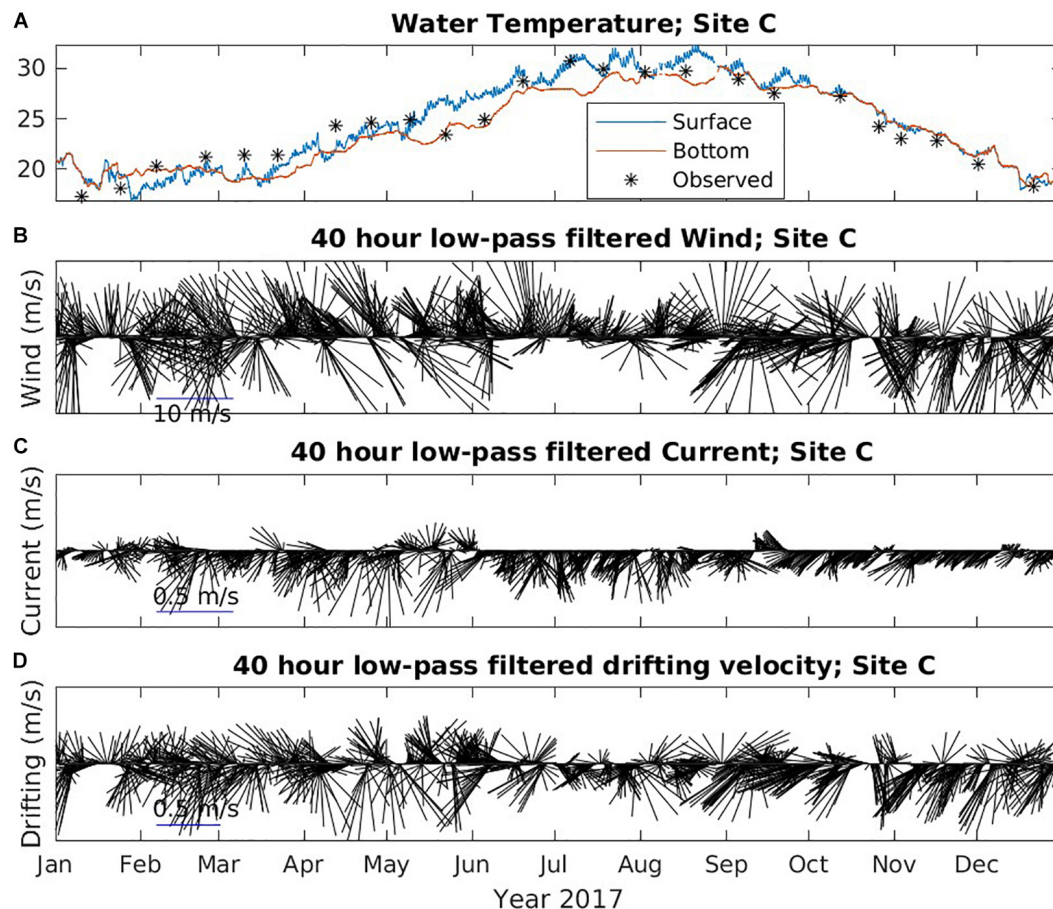 A
Water Temperature; Site C
30
25
20
Surface
Bottom
Observed
B
40 hour low-pass filtered Wind; Site C
Wind (m/s)
10 m/s
C
40 hour low-pass filtered Current; Site C
Current (m/s)
0.5 m/s
D
40 hour low-pass filtered drifting velocity; Site C
Drifting (m/s)
0.5 m/s
Jan Feb Mar Apr May Jun Jul Aug Sep Oct Nov Dec
Year 2017